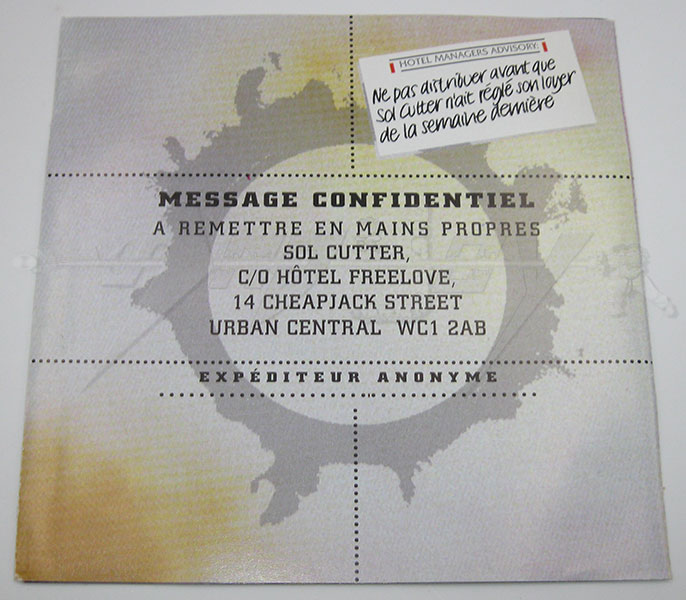 HOTEL MANAGERS ADVISORY:
Ne pas distribuer avant que
Sol Cutter n'ait réglé son loyer
de la semaine dernière
MESSAGE CONFIDENTIEL
A REMETTRE EN MAINS PROPRES
SOL CUTTER,
C/O HÔTEL FREELOVE,
14 CHEAPJACK STREET
URBAN CENTRAL WC1 2AB
EXPÉDITEUR ANONYME